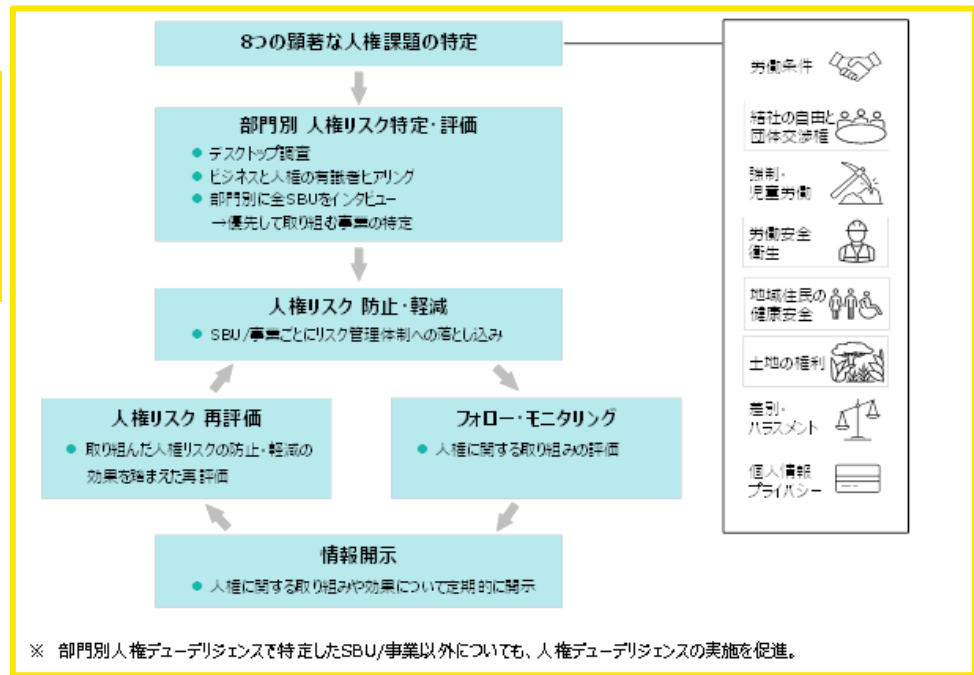 8つの顕著な人権課題の特定
部門別 人権リスク特定・評価
● デスクトップ調査
● ビジネスと人権の有識者ヒアリング
● 部門別に全SBUをインタビュー
→優先して取り組む事業の特定
人権リスク 防止・軽減
● SBU/事業ごとにリスク管理体制への落とし込み
人権リスク 再評価
● 取り組んだ人権リスクの防止・軽減の
効果を踏まえた再評価
フォロー・モニタリング
● 人権に関する取り組みの評価
情報開示
● 人権に関する取り組みや効果について定期的に開示
労働条件
結社の自由と
団体交渉権
強制・
児童労働
労働安全
衛生
地域住民の
健康安全
土地の権利
差別・
ハラスメント
個人情報
プライバシー
※ 部門別人権デューデリジェンスで特定したSBU/事業以外についても、人権デューデリジェンスの実施を促進。